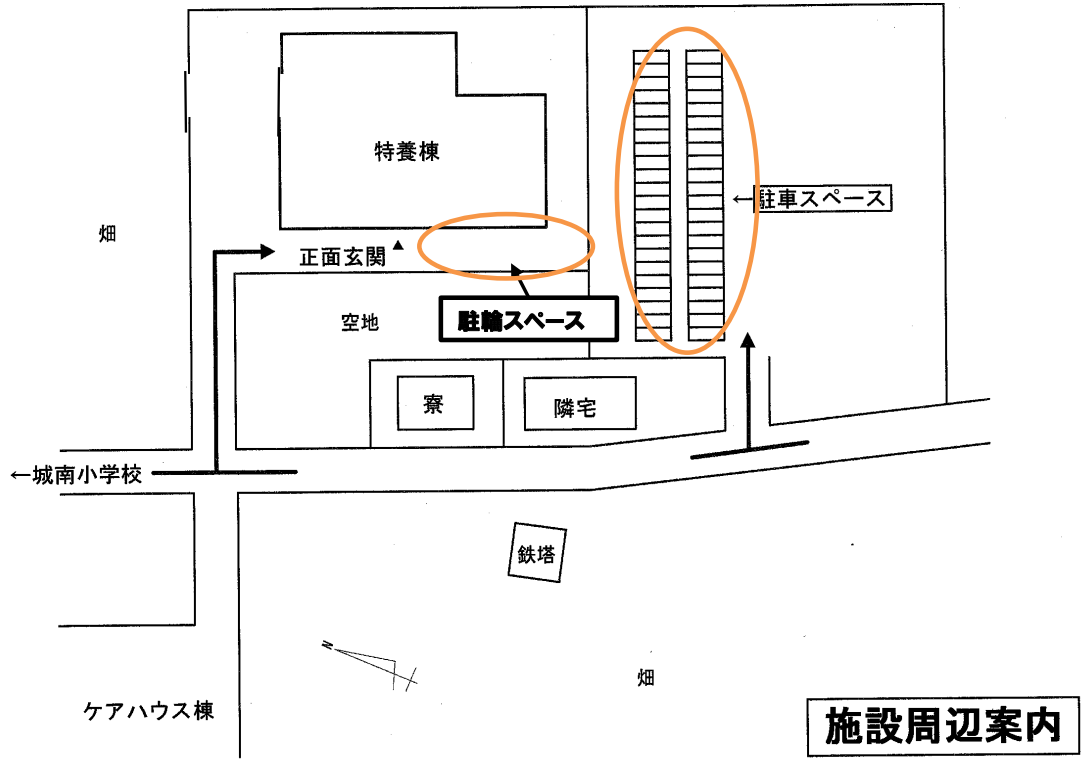 特養棟
←駐車スペース
畑
正面玄関▲
駐輪スペース
空地
寮
隣宅
←城南小学校
鉄塔
N
畑
ケアハウス棟
施設周辺案内